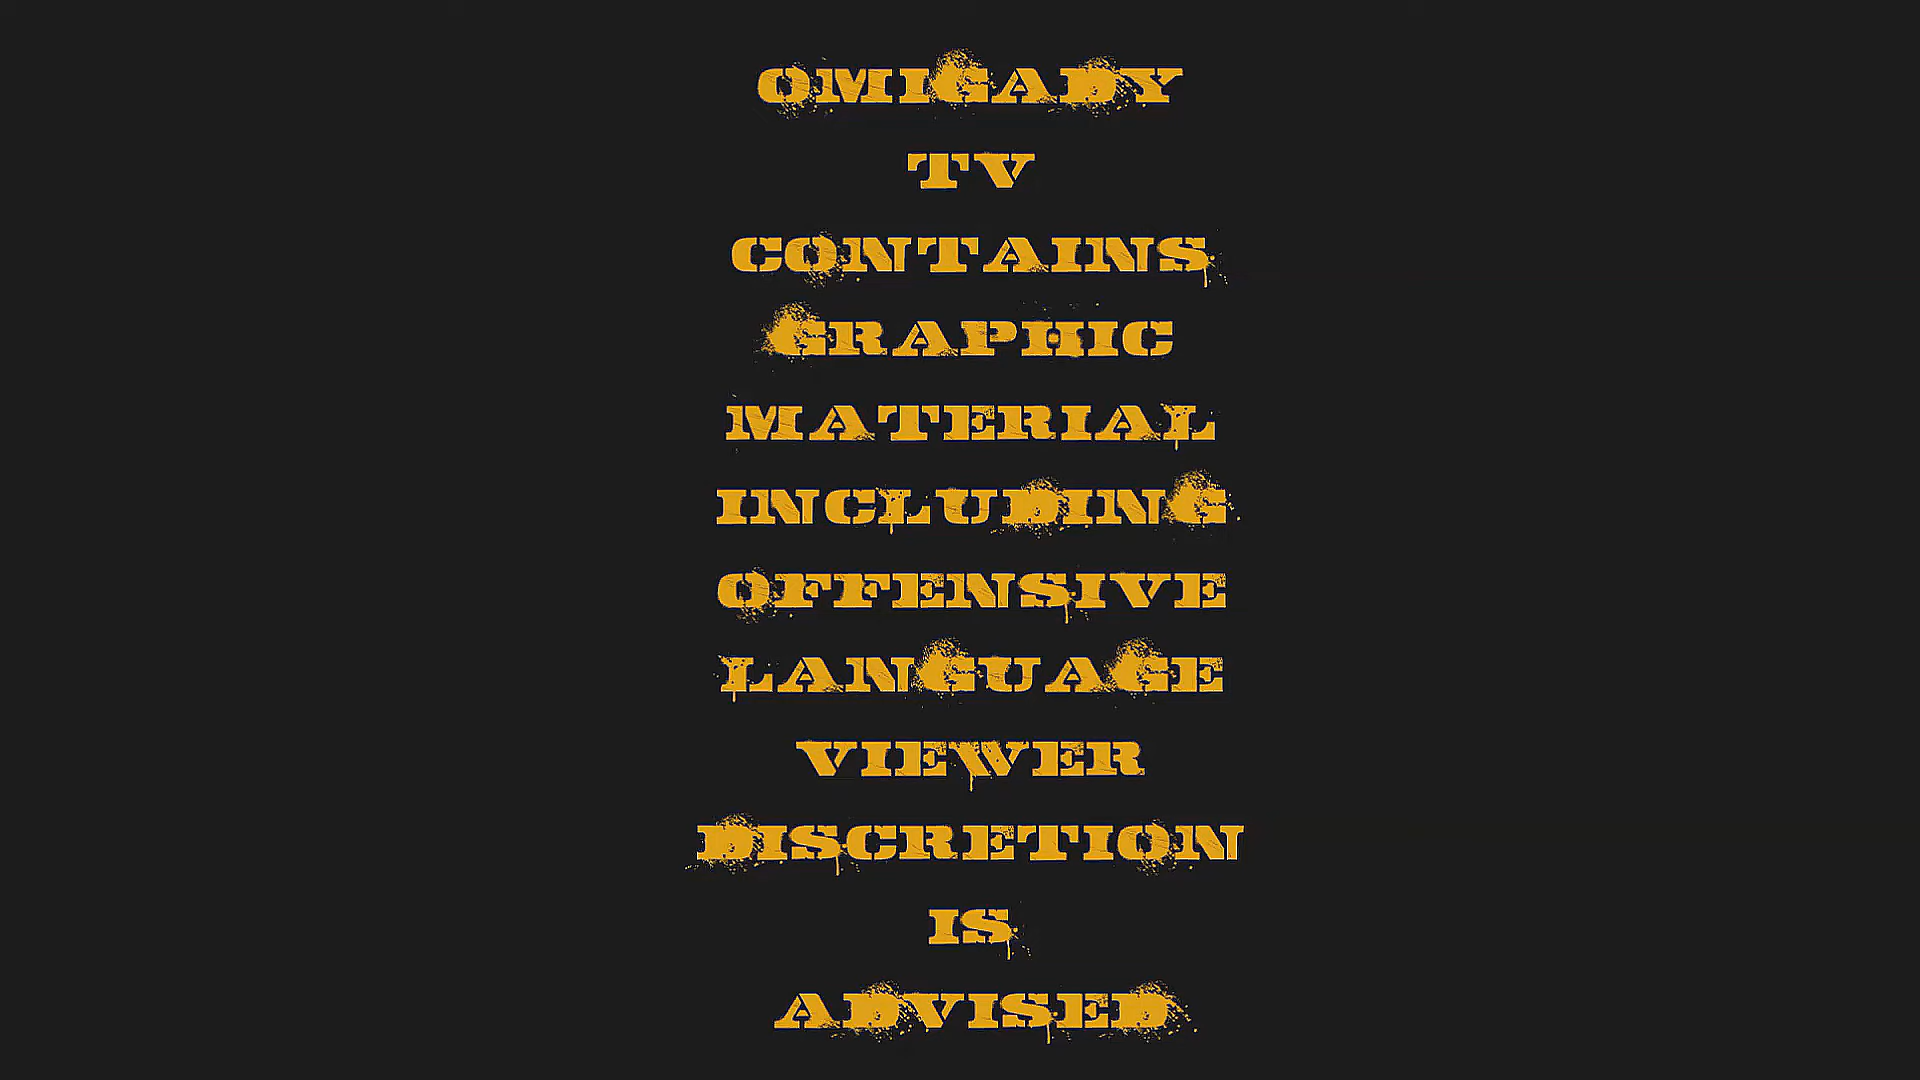 OMIGADY
TV
CONTAINS
GRAPHIC
MATERIAL
INCLUDING
OFFENSIVE
LANGUAGE
VIEWER
DISCRETION
IS
ADVISED